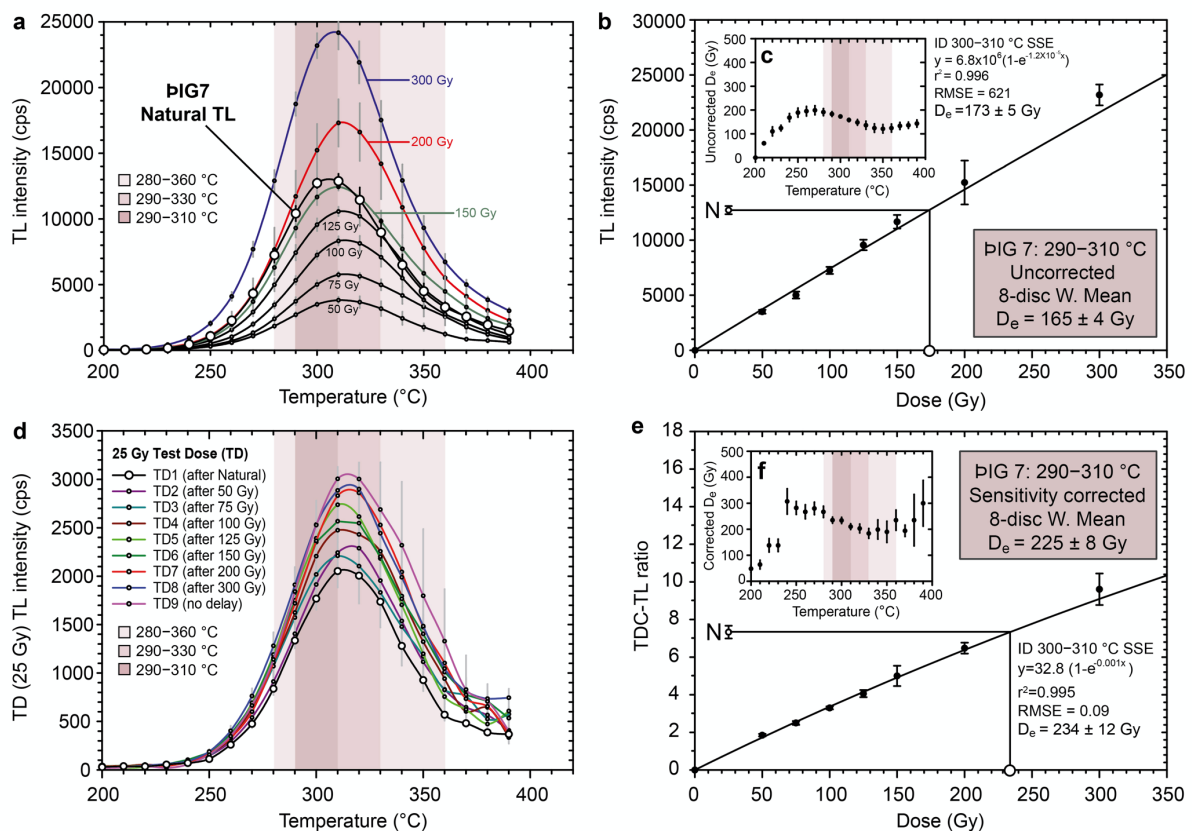 a
TL intensity (cps)
30000
25000
20000
15000
10000
5000
0
ÞIG7
Natural TL
300 Gy
200 Gy
150 Gy
125 Gy
100 Gy
75 Gy
50 Gy
280−360 °C
290−330 °C
290−310 °C
200 250 300 350 400
Temperature (°C)
b
TL intensity (cps)
30000
25000
20000
15000
10000
5000
0
c
Uncorrected Dₑ (Gy)
500
400
300
200
100
0
200 250 300 350 400
Temperature (°C)
ID 300−310 °C SSE
y = 6.8x10⁶(1-e
r² = 0.996
RMSE = 621
Dₑ =173 ± 5 Gy
N
ÞIG 7: 290−310 °C
Uncorrected
8-disc W. Mean
Dₑ = 165 ± 4 Gy
0 50 100 150 200 250 300 350
Dose (Gy)
d
TD (25 Gy) TL intensity (cps)
3500
3000
2500
2000
1500
1000
500
0
25 Gy Test Dose (TD)
TD1 (after Natural)
TD2 (after 50 Gy)
TD3 (after 75 Gy)
TD4 (after 100 Gy)
TD5 (after 125 Gy)
TD6 (after 150 Gy)
TD7 (after 200 Gy)
TD8 (after 300 Gy)
TD9 (no delay)
280−360 °C
290−330 °C
290−310 °C
200 250 300 350 400
Temperature (°C)
e
TDC-TL ratio
18
16
14
12
10
8
6
4
2
0
f
Corrected Dₑ (Gy)
500
400
300
200
100
0
200 250 300 350 400
Temperature (°C)
ÞIG 7: 290−310 °C
Sensitivity corrected
8-disc W. Mean
Dₑ = 225 ± 8 Gy
N
ID 300−310 °C SSE
y=32.8 (1-e^-0.001x)
r²=0.995
RMSE = 0.09
Dₑ = 234 ± 12 Gy
0 50 100 150 200 250 300 350
Dose (Gy)